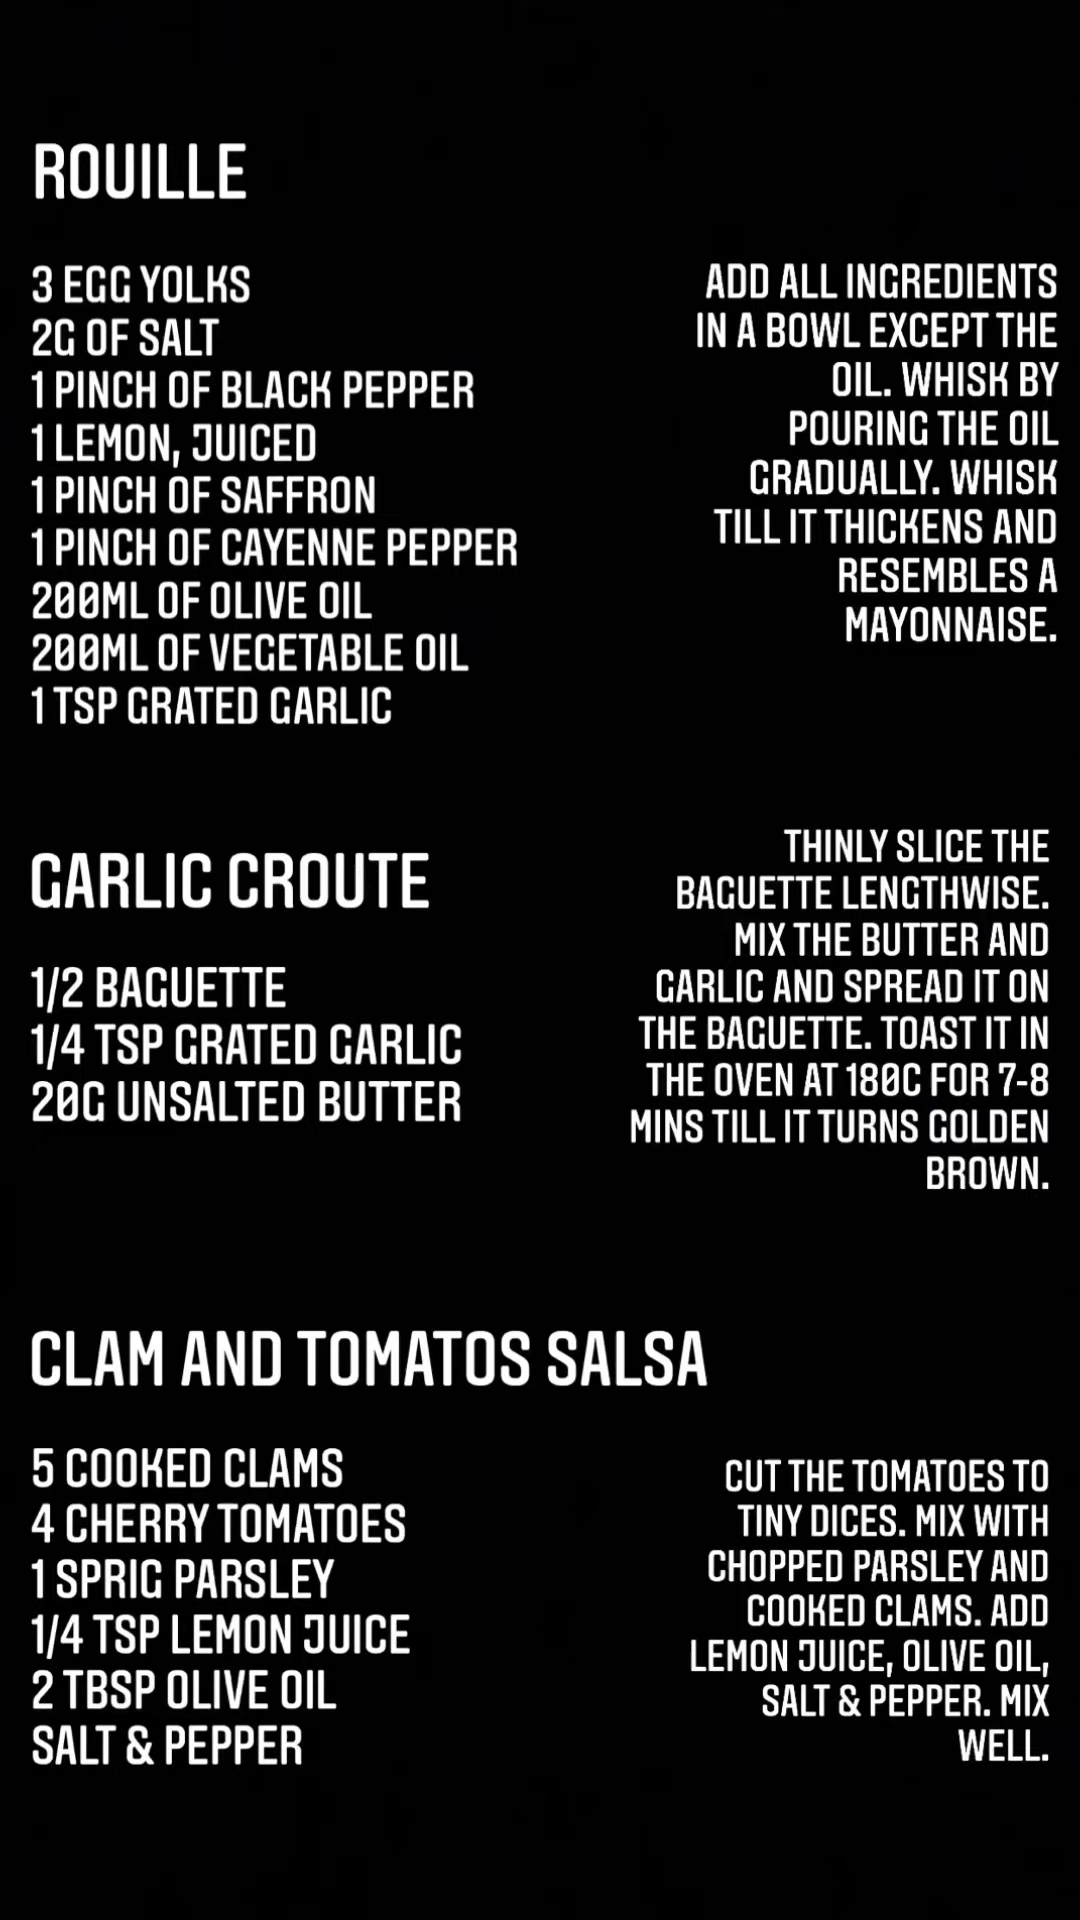 ROUILLE
3 EGG YOLKS
2G OF SALT
1 PINCH OF BLACK PEPPER
1 LEMON, JUICED
1 PINCH OF SAFFRON
1 PINCH OF CAYENNE PEPPER
200ML OF OLIVE OIL
200ML OF VEGETABLE OIL
1 TSP GRATED GARLIC
ADD ALL INGREDIENTS
IN A BOWL EXCEPT THE
OIL. WHISK BY
POURING THE OIL
GRADUALLY. WHISK
TILL IT THICKENS AND
RESEMBLES A
MAYONNAISE.
GARLIC CROUTE
1/2 BAGUETTE
1/4 TSP GRATED GARLIC
20G UNSALTED BUTTER
THINLY SLICE THE
BAGUETTE LENGTHWISE.
MIX THE BUTTER AND
GARLIC AND SPREAD IT ON
THE BAGUETTE. TOAST IT IN
THE OVEN AT 180C FOR 7-8
MINS TILL IT TURNS GOLDEN
BROWN.
CLAM AND TOMATOS SALSA
5 COOKED CLAMS
4 CHERRY TOMATOES
1 SPRIG PARSLEY
1/4 TSP LEMON JUICE
2 TBSP OLIVE OIL
SALT & PEPPER
CUT THE TOMATOES TO
TINY DICES. MIX WITH
CHOPPED PARSLEY AND
COOKED CLAMS. ADD
LEMON JUICE, OLIVE OIL,
SALT & PEPPER. MIX
WELL.